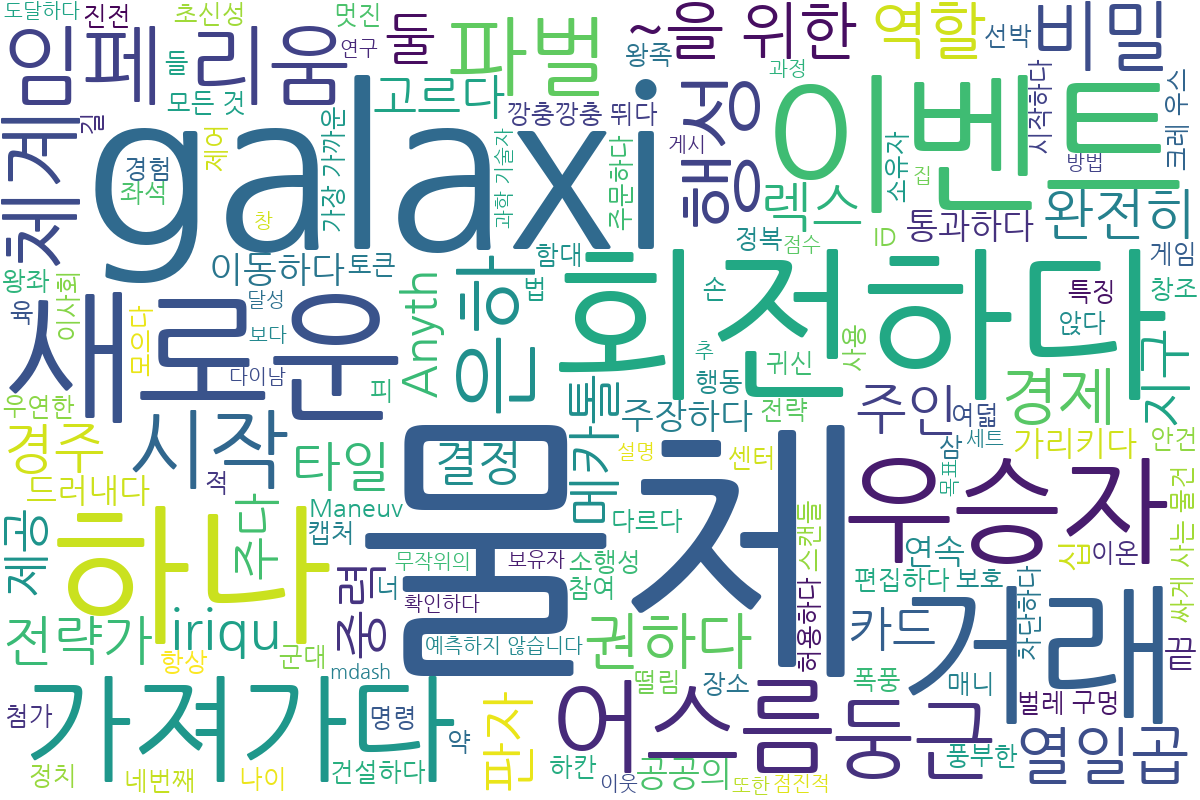 도달하다
진전
초신성
멋진
연구
둘
~을 위한
역할
선박
비밀
임페리움
파벌
들
모든 것
왕족
과정
고르다
깡충깡충 뛰다
체계
길
galaxi
행성
이벤트
시작하다
크레 우스
제어
경험
좌석
가장 가까운
과학 기술자
주문하다
게시
소유자
집
방법
렉스
완전히
창
통과하다
정복
점수
ID
게임
이동하다
토큰
함대
법
은하
Anyth
왕좌
이사회
육
달성
보다
머인다
새로운
회전하다
손
특징
창조
앉다
지구
추
사용
귀신
행동
다이남
피
우연한
툴
주장하다
전략
주인
여덟
경제
경주
시작
타일
결정
메카
설명
센터
삼
세트
가리키다
안건
드러내다
적
물체
목표
우승자
싸게 사는 물건
제공
하나
주다
Maneuv
캡처
다르다
스캔들
연속
십
이온
무작위의
보유자
소행성
참여
편집하다
보호
차단하다
중력
너
확인하다
허용하다
거래
전략가
iriqu
예측하지 않습니다
권하다
카드
끈
항상
군대
mdash
떨림
장소
폭풍
매니
벌레 구멍
가져가다
첨가
명령
약
판자
어스름
둥근
열일곱
풍부한
정치
네번째
나이
건설하다
하칸
이웃
공공의
또한
점진적